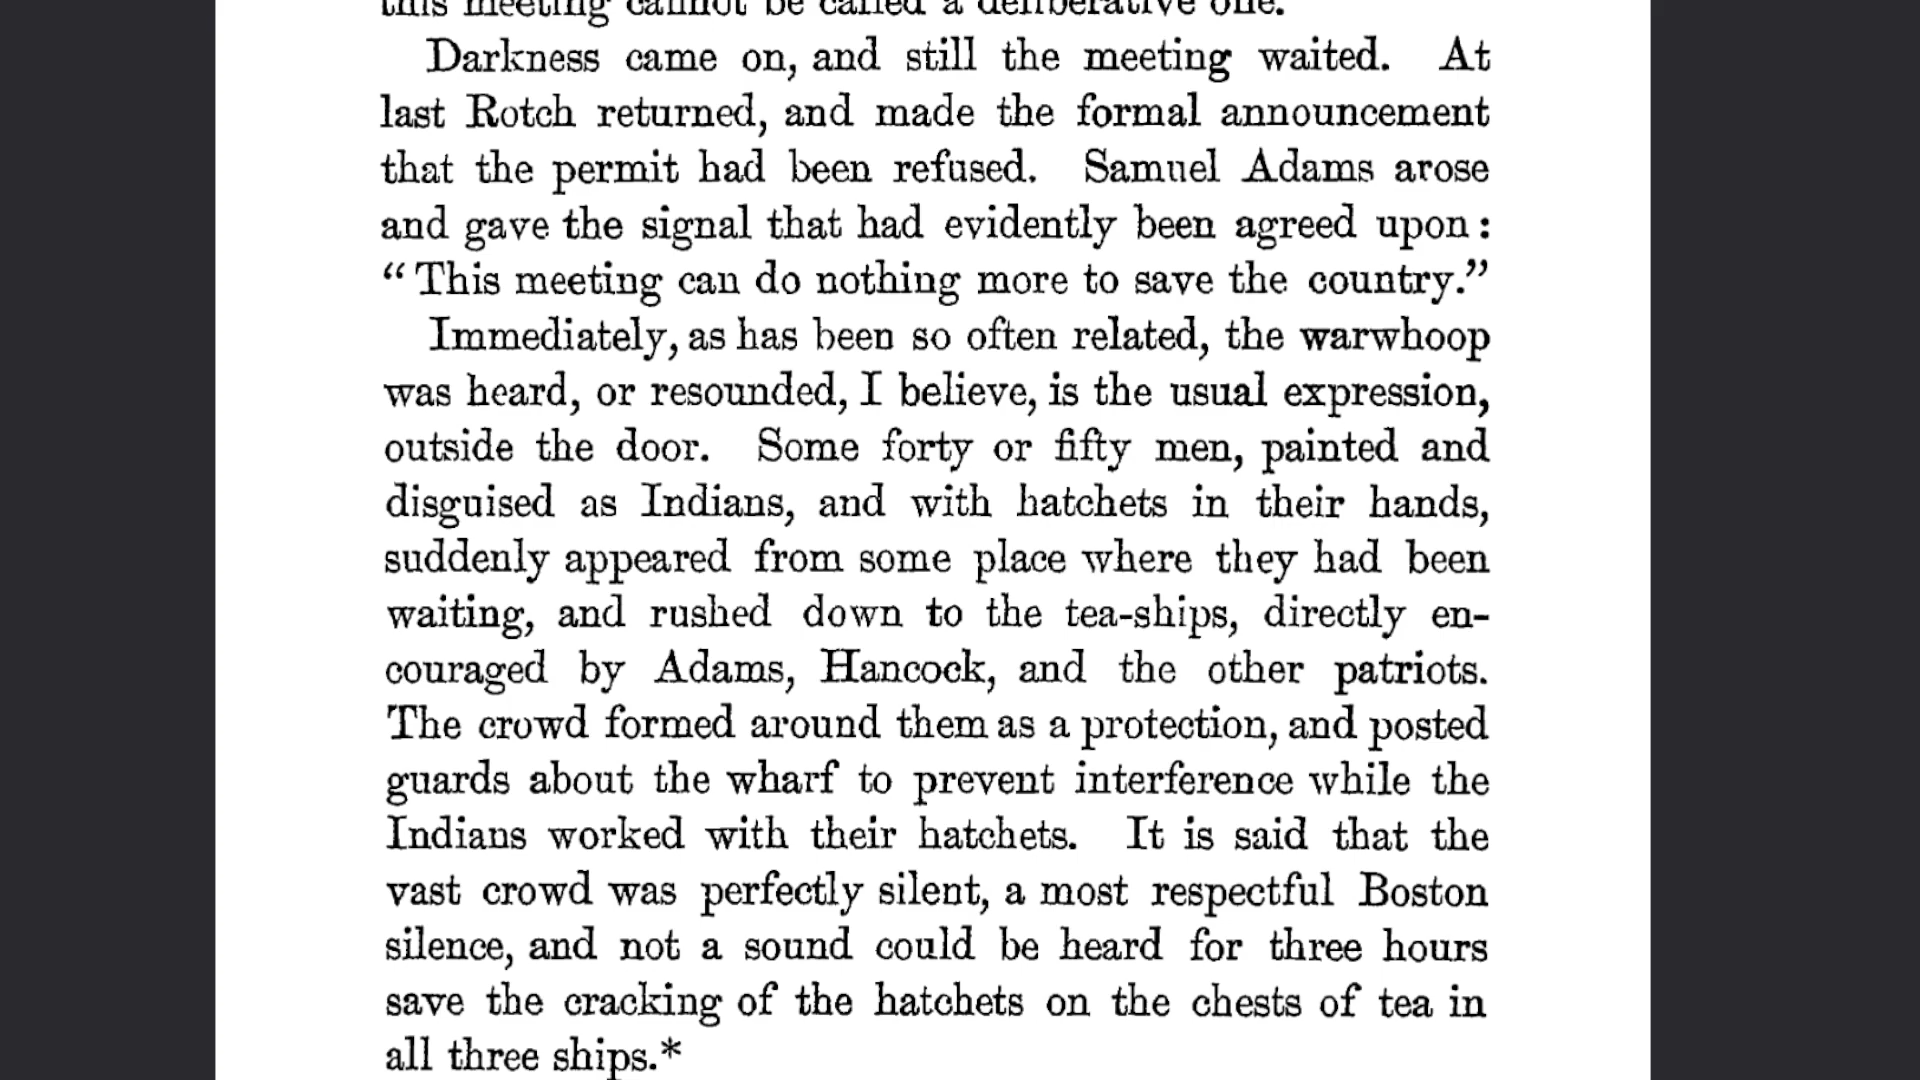 this meeting cannot be called a deliberative one.
Darkness came on, and still the meeting waited. At
last Rotch returned, and made the formal announcement
that the permit had been refused. Samuel Adams arose
and gave the signal that had evidently been agreed upon:
“This meeting can do nothing more to save the country.”
Immediately, as has been so often related, the warwhoop
was heard, or resounded, I believe, is the usual expression,
outside the door. Some forty or fifty men, painted and
disguised as Indians, and with hatchets in their hands,
suddenly appeared from some place where they had been
waiting, and rushed down to the tea-ships, directly en-
couraged by Adams, Hancock, and the other patriots.
The crowd formed around them as a protection, and posted
guards about the wharf to prevent interference while the
Indians worked with their hatchets. It is said that the
vast crowd was perfectly silent, a most respectful Boston
silence, and not a sound could be heard for three hours
save the cracking of the hatchets on the chests of tea in
all three ships.*